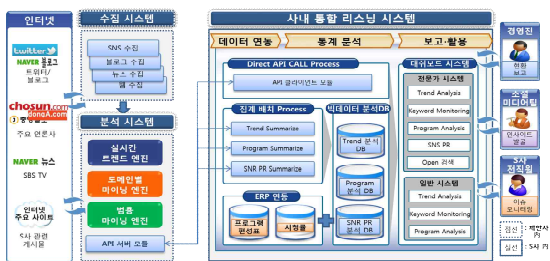 인터넷
twitter
NAVER 블로그
트위터/
블로그
chosun.com
dongA.com
주요 언론사
NAVER 뉴스
SBS TV
인터넷
주요 사이트
S사 관련
게시물
수집 시스템
SNS 수집
블로그 수집
뉴스 수집
웹 수집
분석 시스템
실시간
트렌드 엔진
도메인별
마이닝 엔진
범용
마이닝 엔진
API 서버 모듈
사내 통합 리스닝 시스템
데이터 연동
통계 분석
보고·활용
Direct API CALL Process
API 클라이언트 모듈
집계 배치 Process
Trend Summarize
Program Summarize
SNR PR Summarize
ERP 연동
프로그램
편성표
시청률
빅데이터 분석DB
Trend 분석
DB
Program
분석 DB
SNR PR
분석 DB
대쉬보드 시스템
전문가 시스템
Trend Analysis
Keyword Monitoring
Program Analysis
SNS PR
Open 검색
일반 시스템
Trend Analysis
Keyword Monitoring
Program Analysis
경영진
현황
보고
소셜
미디어팀
인사이트
발굴
S사
전직원
이슈
모니터링
점선 : 제안사 內
실선 : S사 內